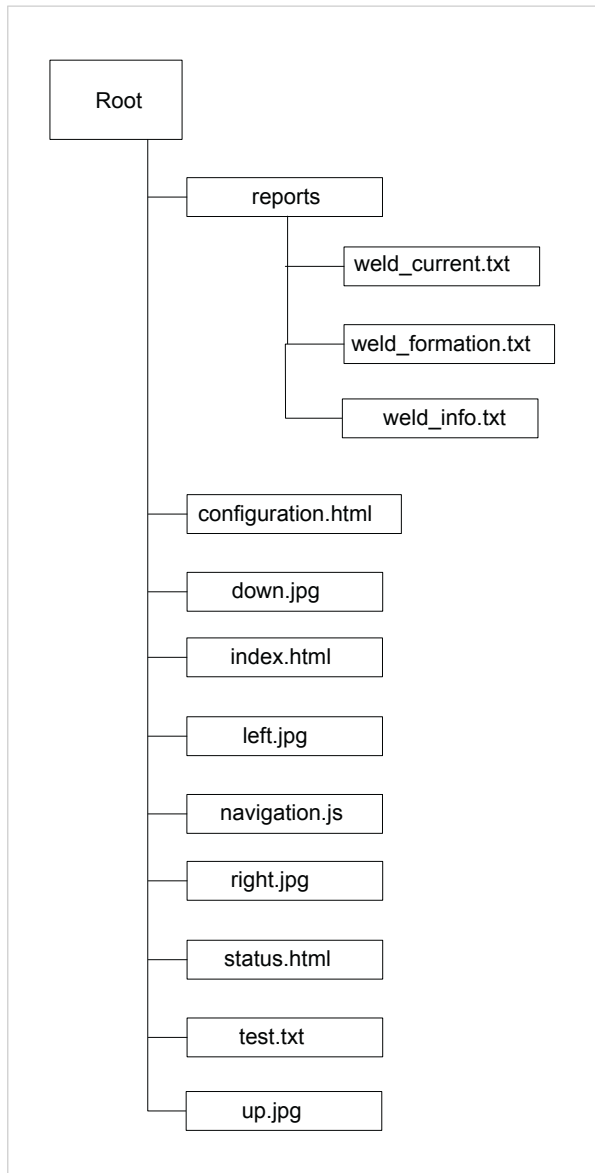 Root
reports
weld_current.txt
weld_formation.txt
weld_info.txt
configuration.html
down.jpg
index.html
left.jpg
navigation.js
right.jpg
status.html
test.txt
up.jpg